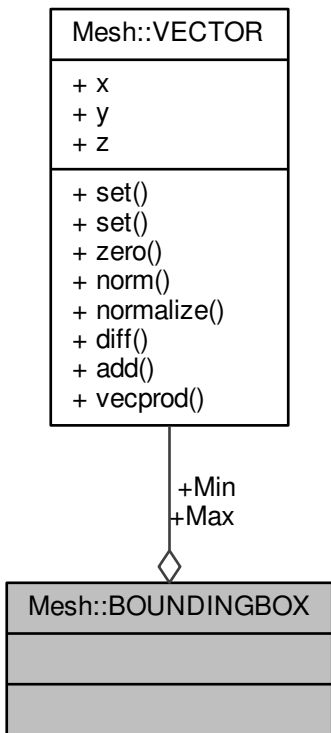 Mesh::VECTOR
+ x
+ y
+ z
+ set()
+ set()
+ zero()
+ norm()
+ normalize()
+ diff()
+ add()
+ vecprod()
+Min
+Max
Mesh::BOUNDINGBOX